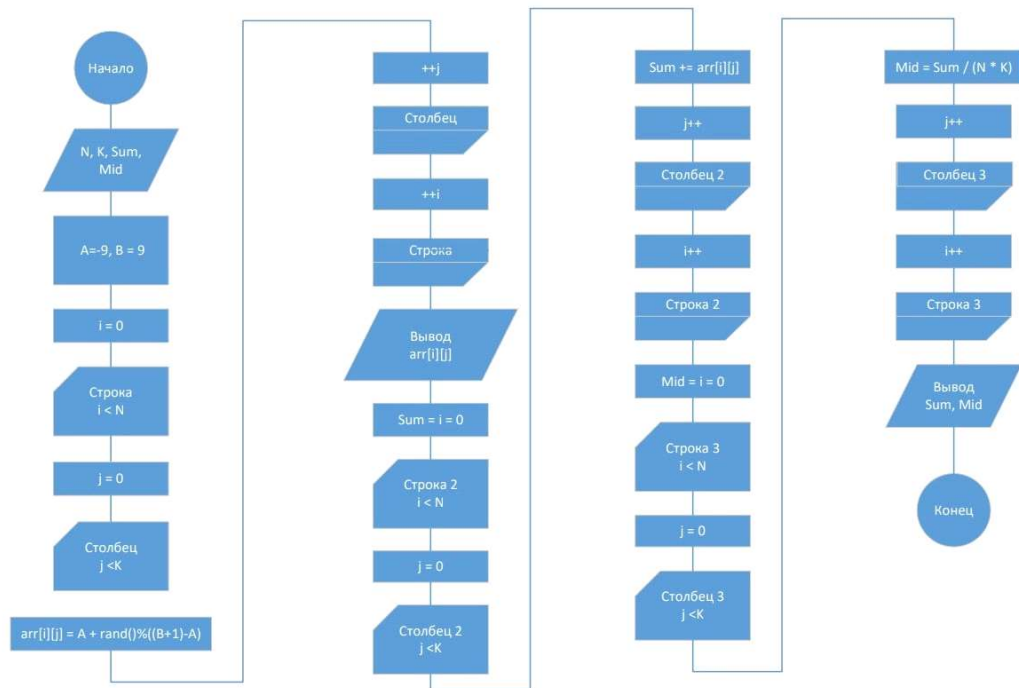 Начало
N, K, Sum,
Mid
A=-9, B = 9
i = 0
Строка
i < N
j = 0
Столбец
j <K
arr[i][j] = A + rand()%((B+1)-A)
++j
Столбец
++i
Строка
Вывод
arr[i][j]
Sum = i = 0
Строка 2
i < N
j = 0
Столбец 2
j <K
Sum += arr[i][j]
j++
Столбец 2
i++
Строка 2
Mid = i = 0
Строка 3
i < N
j = 0
Столбец 3
j <K
Mid = Sum / (N * K)
j++
Столбец 3
i++
Строка 3
Вывод
Sum, Mid
Конец